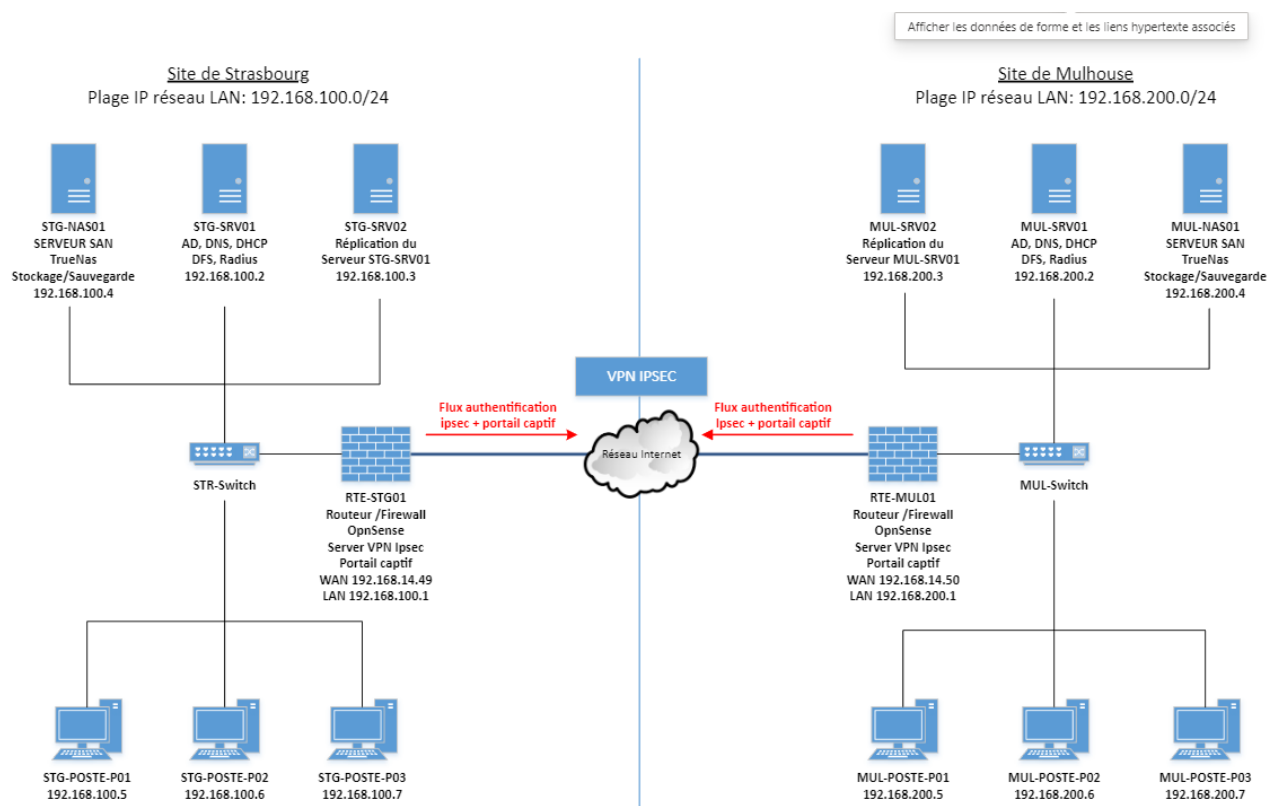 Afficher les données de forme et les liens hypertexte associés
Site de Strasbourg
Plage IP réseau LAN: 192.168.100.0/24
Site de Mulhouse
Plage IP réseau LAN: 192.168.200.0/24
STG-NAS01
SERVEUR SAN
TrueNas
Stockage/Sauvegarde
192.168.100.4
STG-SRV01
AD, DNS, DHCP
DFS, Radius
192.168.100.2
STG-SRV02
Réplication du
Serveur STG-SRV01
192.168.100.3
MUL-SRV02
Réplication du
Serveur MUL-SRV01
192.168.200.3
MUL-SRV01
AD, DNS, DHCP
DFS, Radius
192.168.200.2
MUL-NAS01
SERVEUR SAN
TrueNas
Stockage/Sauvegarde
192.168.200.4
VPN IPSEC
Flux authentification
ipsec + portail captif
Flux authentification
Ipsec + portail captif
Réseau Internet
STR-Switch
RTE-STG01
Routeur /Firewall
OpnSense
Server VPN Ipsec
Portail captif
WAN 192.168.14.49
LAN 192.168.100.1
RTE-MUL01
Routeur /Firewall
OpnSense
Server VPN Ipsec
Portail captif
WAN 192.168.14.50
LAN 192.168.200.1
MUL-Switch
STG-POSTE-P01
192.168.100.5
STG-POSTE-P02
192.168.100.6
STG-POSTE-P03
192.168.100.7
MUL-POSTE-P01
192.168.200.5
MUL-POSTE-P02
192.168.200.6
MUL-POSTE-P03
192.168.200.7